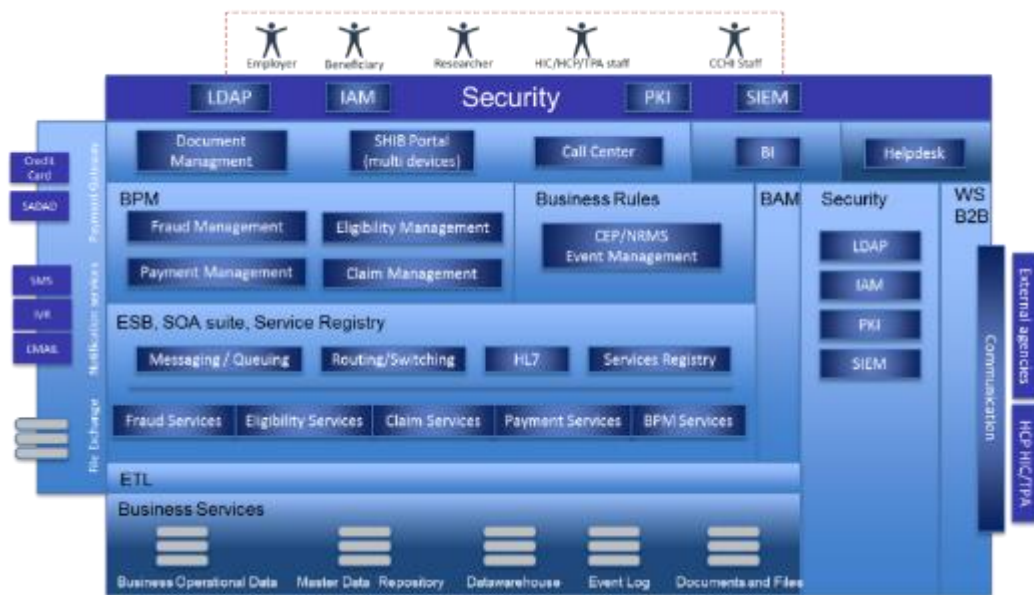 Employer
Beneficiary
Researcher
HIC/HCP/TPA staff
CCHI Staff
LDAP
IAM
Security
PKI
SIEM
Document
Managment
SHIB Portal
(multi devices)
Call Center
BI
Helpdesk
Credit
Card
SADAD
Payment Gateway
SMS
IVR
EMAIL
Notification services
File Exchange
BPM
Fraud Management
Eligibility Management
Payment Management
Claim Management
Business Rules
CEP/NRMS
Event Management
BAM
Security
LDAP
IAM
PKI
SIEM
WS
B2B
Communication
External agencies
HCP HIC/TPA
ESB, SOA suite, Service Registry
Messaging / Queuing
Routing/Switching
HL7
Services Registry
Fraud Services
Eligibility Services
Claim Services
Payment Services
BPM Services
ETL
Business Services
Business Operational Data
Master Data Repository
Datawarehouse
Event Log
Documents and Files